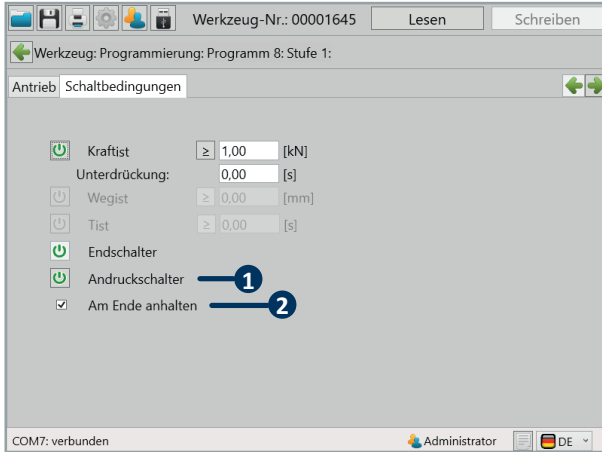 Werkzeug-Nr.: 00001645 Lesen Schreiben
Werkzeug: Programmierung: Programm 8: Stufe 1:
Antrieb Schaltbedingungen
Kraftist ≥ 1,00 [kN]
Unterdrückung: 0,00 [s]
Wegist ≥ 0,00 [mm]
Tist ≥ 0,00 [s]
Endschalter
Andruckschalter 1
Am Ende anhalten 2
COM7: verbunden Administrator DE